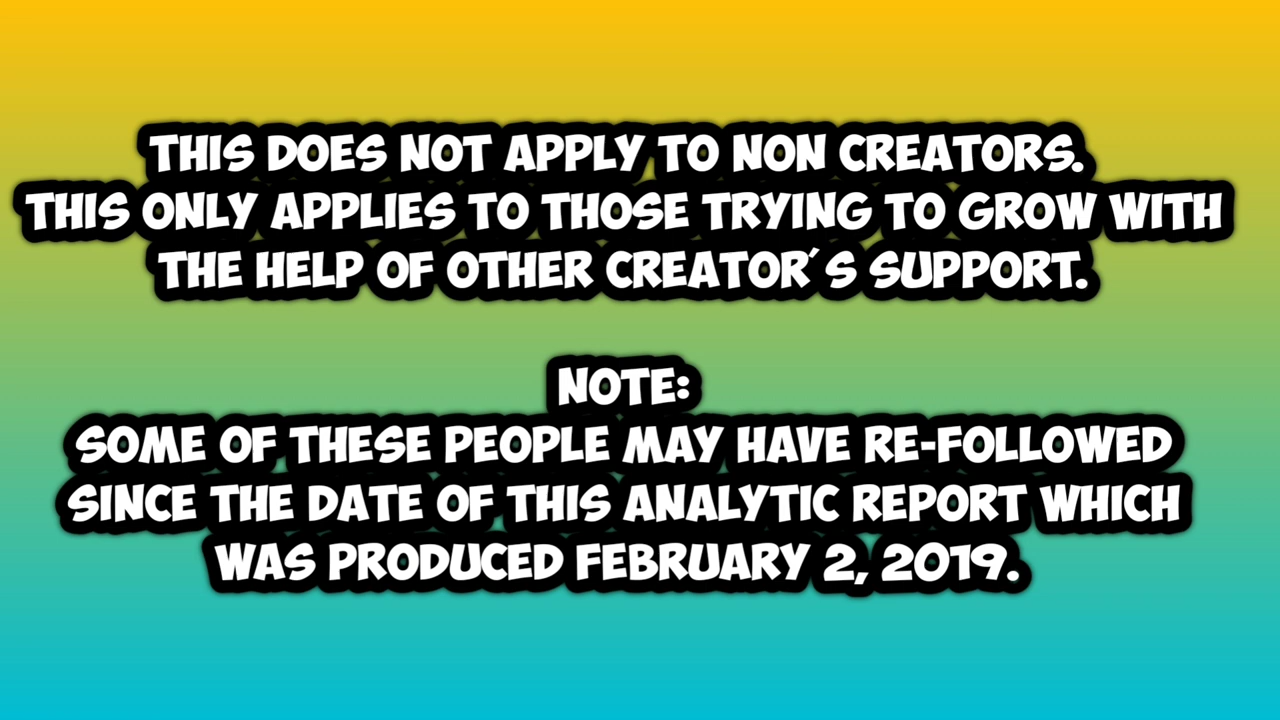 THIS DOES NOT APPLY TO NON CREATORS.
THIS ONLY APPLIES TO THOSE TRYING TO GROW WITH
THE HELP OF OTHER CREATOR'S SUPPORT.
NOTE:
SOME OF THESE PEOPLE MAY HAVE RE-FOLLOWED
SINCE THE DATE OF THIS ANALYTIC REPORT WHICH
WAS PRODUCED FEBRUARY 2, 2019.